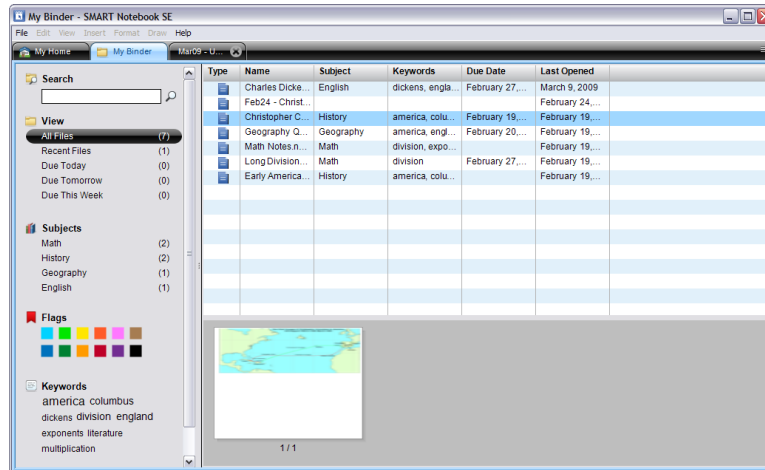 My Binder - SMART Notebook SE
File Edit View Insert Format Draw Help
My Home My Binder Mar09 - U...
Search
View
All Files (7)
Recent Files (1)
Due Today (0)
Due Tomorrow (0)
Due This Week (0)
Subjects
Math (2)
History (2)
Geography (1)
English (1)
Flags
Keywords
america columbus
dickens division england
exponents literature
multiplication
Type Name Subject Keywords Due Date Last Opened
Charles Dicke... English dickens, engla... February 27,... March 9, 2009
Feb24 - Christ... February 24,...
Christopher C... History america, colu... February 19,... February 19,...
Geography Q... Geography america, engl... February 20,... February 19,...
Math Notes.n... Math division, expo... February 19,...
Long Division... Math division February 27,... February 19,...
Early America... History america, colu... February 19,...
1 / 1